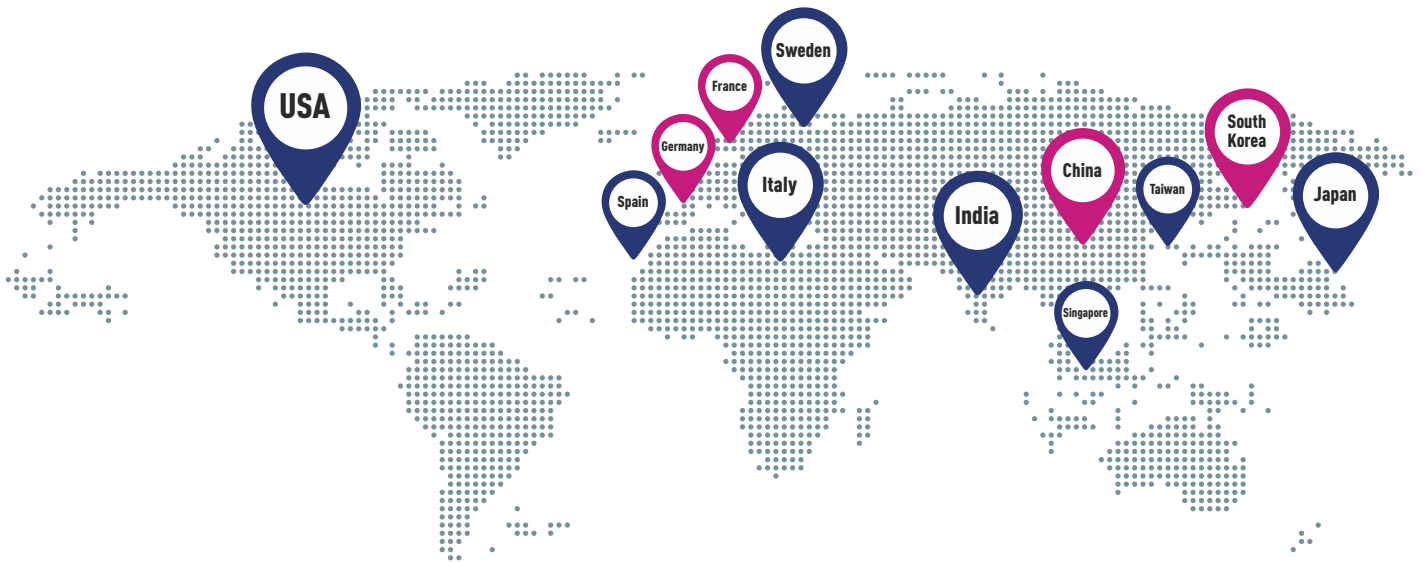 Sweden
France
USA
South
Korea
Germany
China
Italy
Taiwan
Japan
Spain
India
Singapore